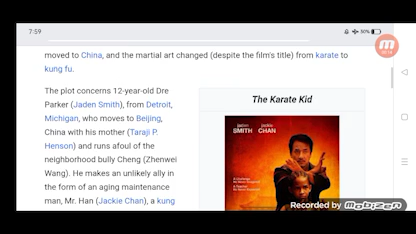 7:59
30%
moved to China, and the martial art changed (despite the film's title) from karate to
kung fu.
The plot concerns 12-year-old Dre
Parker (Jaden Smith), from Detroit,
Michigan, who moves to Beijing,
China with his mother (Taraji P.
Henson) and runs afoul of the
neighborhood bully Cheng (Zhenwei
Wang). He makes an unlikely ally in
the form of an aging maintenance
man, Mr. Han (Jackie Chan), a kung
The Karate Kid
jaden jackie
SMITH CHAN
Recorded by Mobizen